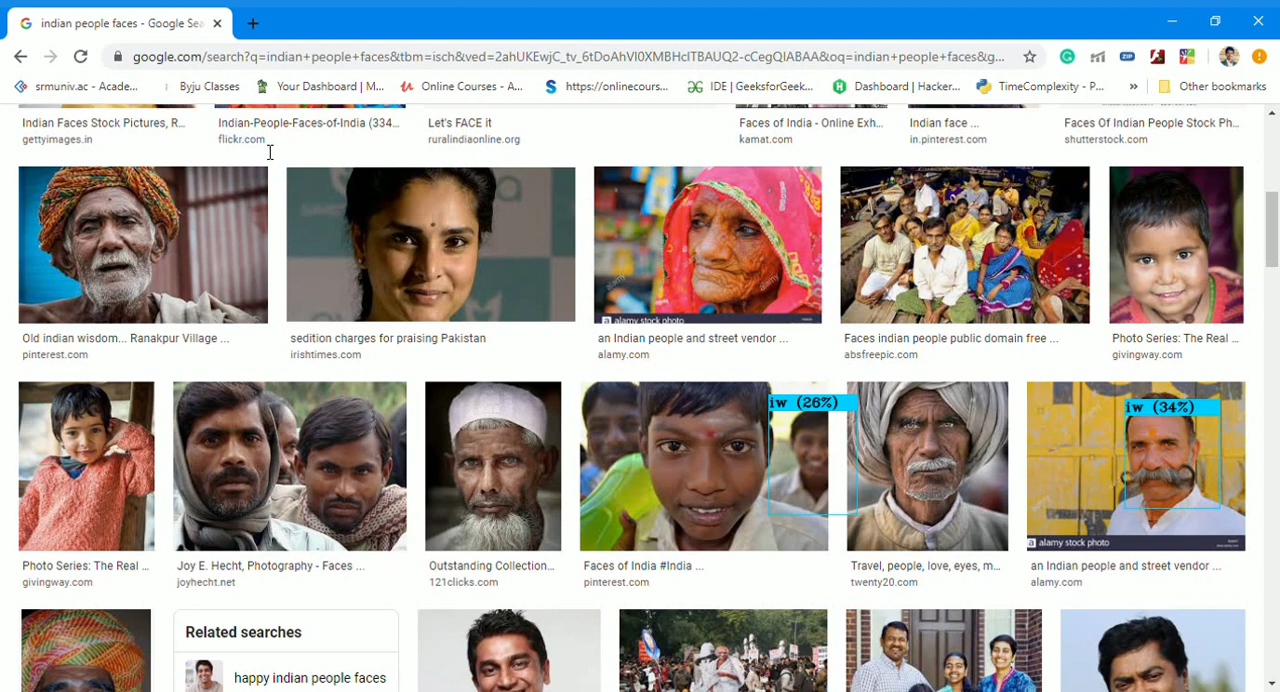 indian people faces - Google Sea
google.com/search?q=indian+people+faces&tbm=isch&ved=2ahUKEwjC_tv_6tDoAhVI0XMBHcITBAUQ2-cCegQIABAA&oq=indian+people+faces&g...
ZIP
srmuniv.ac - Acade...
Byju Classes
Your Dashboard | M...
Online Courses - A...
https://onlinecours...
IDE | GeeksforGeek...
Dashboard | Hacker...
TimeComplexity - P...
»
Other bookmarks
Indian Faces Stock Pictures, R...
Indian-People-Faces-of-India (334...
Let's FACE it
Faces of India - Online Exh...
Indian face ...
Faces Of Indian People Stock Ph...
gettyimages.in
flickr.com
ruralindiaonline.org
kamat.com
in.pinterest.com
shutterstock.com
a alamy stock photo
Old indian wisdom... Ranakpur Village ...
sedition charges for praising Pakistan
an Indian people and street vendor ...
Faces indian people public domain free ...
Photo Series: The Real ...
pinterest.com
irishtimes.com
alamy.com
absfreepic.com
givingway.com
iw (26%)
iw (34%)
a alamy stock photo
Photo Series: The Real ...
Joy E. Hecht, Photography - Faces ...
Outstanding Collection...
Faces of India #India ...
Travel, people, love, eyes, m...
an Indian people and street vendor ...
givingway.com
joyhecht.net
121clicks.com
pinterest.com
twenty20.com
alamy.com
Related searches
happy indian people faces